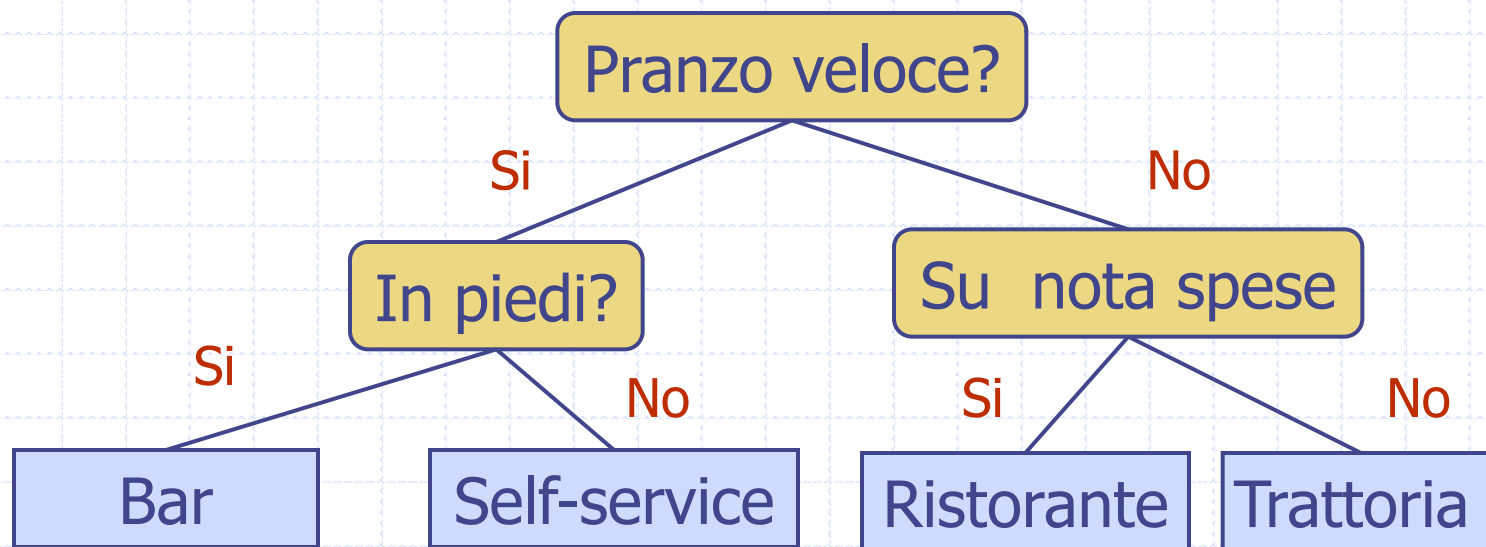 Pranzo veloce?
Si
No
In piedi?
Su nota spese
Si
No
Si
No
Bar
Self-service
Ristorante
Trattoria